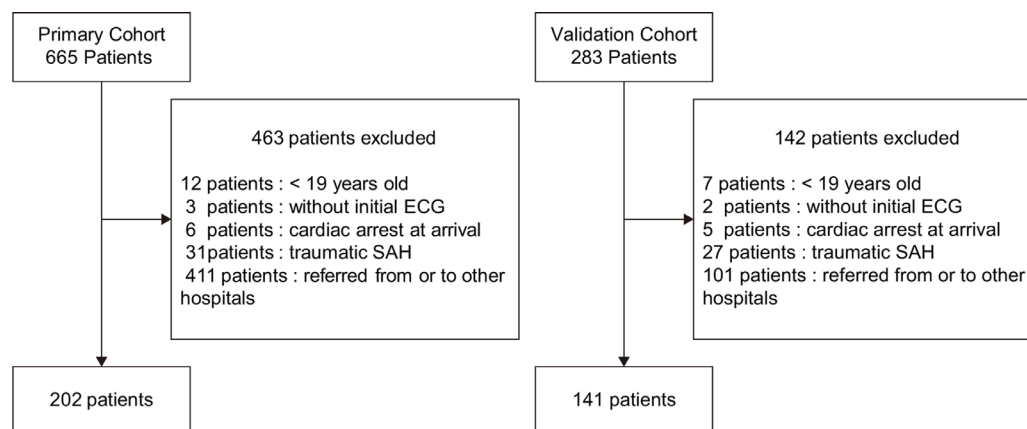 Primary Cohort
665 Patients
463 patients excluded
12 patients : < 19 years old
3 patients : without initial ECG
6 patients : cardiac arrest at arrival
31patients : traumatic SAH
411 patients : referred from or to other
hospitals
202 patients
Validation Cohort
283 Patients
142 patients excluded
7 patients : < 19 years old
2 patients : without initial ECG
5 patients : cardiac arrest at arrival
27 patients : traumatic SAH
101 patients : referred from or to other
hospitals
141 patients